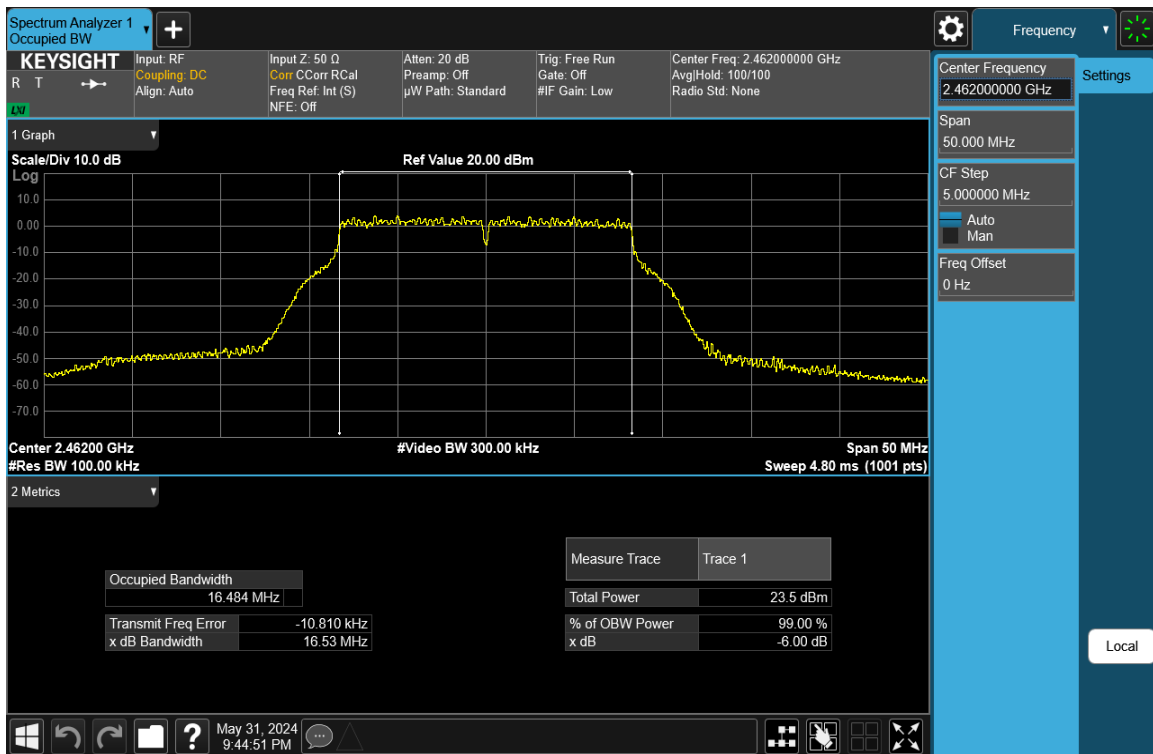 Spectrum Analyzer 1
Occupied BW
+
Frequency
KEYSIGHT
R T
LXI
Input: RF
Coupling: DC
Align: Auto
Input Z: 50 Ω
Corr CCorr RCal
Freq Ref: Int (S)
NFE: Off
Atten: 20 dB
Preamp: Off
µW Path: Standard
Trig: Free Run
Gate: Off
#IF Gain: Low
Center Freq: 2.462000000 GHz
Avg|Hold: 100/100
Radio Std: None
Center Frequency
2.462000000 GHz
Settings
Span
50.000 MHz
CF Step
5.000000 MHz
Auto
Man
Freq Offset
0 Hz
Local
1 Graph
Scale/Div 10.0 dB
Ref Value 20.00 dBm
Log
10.0
0.00
-10.0
-20.0
-30.0
-40.0
-50.0
-60.0
-70.0
Center 2.46200 GHz
#Video BW 300.00 kHz
Span 50 MHz
#Res BW 100.00 kHz
Sweep 4.80 ms (1001 pts)
2 Metrics
Measure Trace Trace 1
Occupied Bandwidth
16.484 MHz
Total Power 23.5 dBm
Transmit Freq Error -10.810 kHz
% of OBW Power 99.00 %
x dB Bandwidth 16.53 MHz
x dB -6.00 dB
?
May 31, 2024
9:44:51 PM